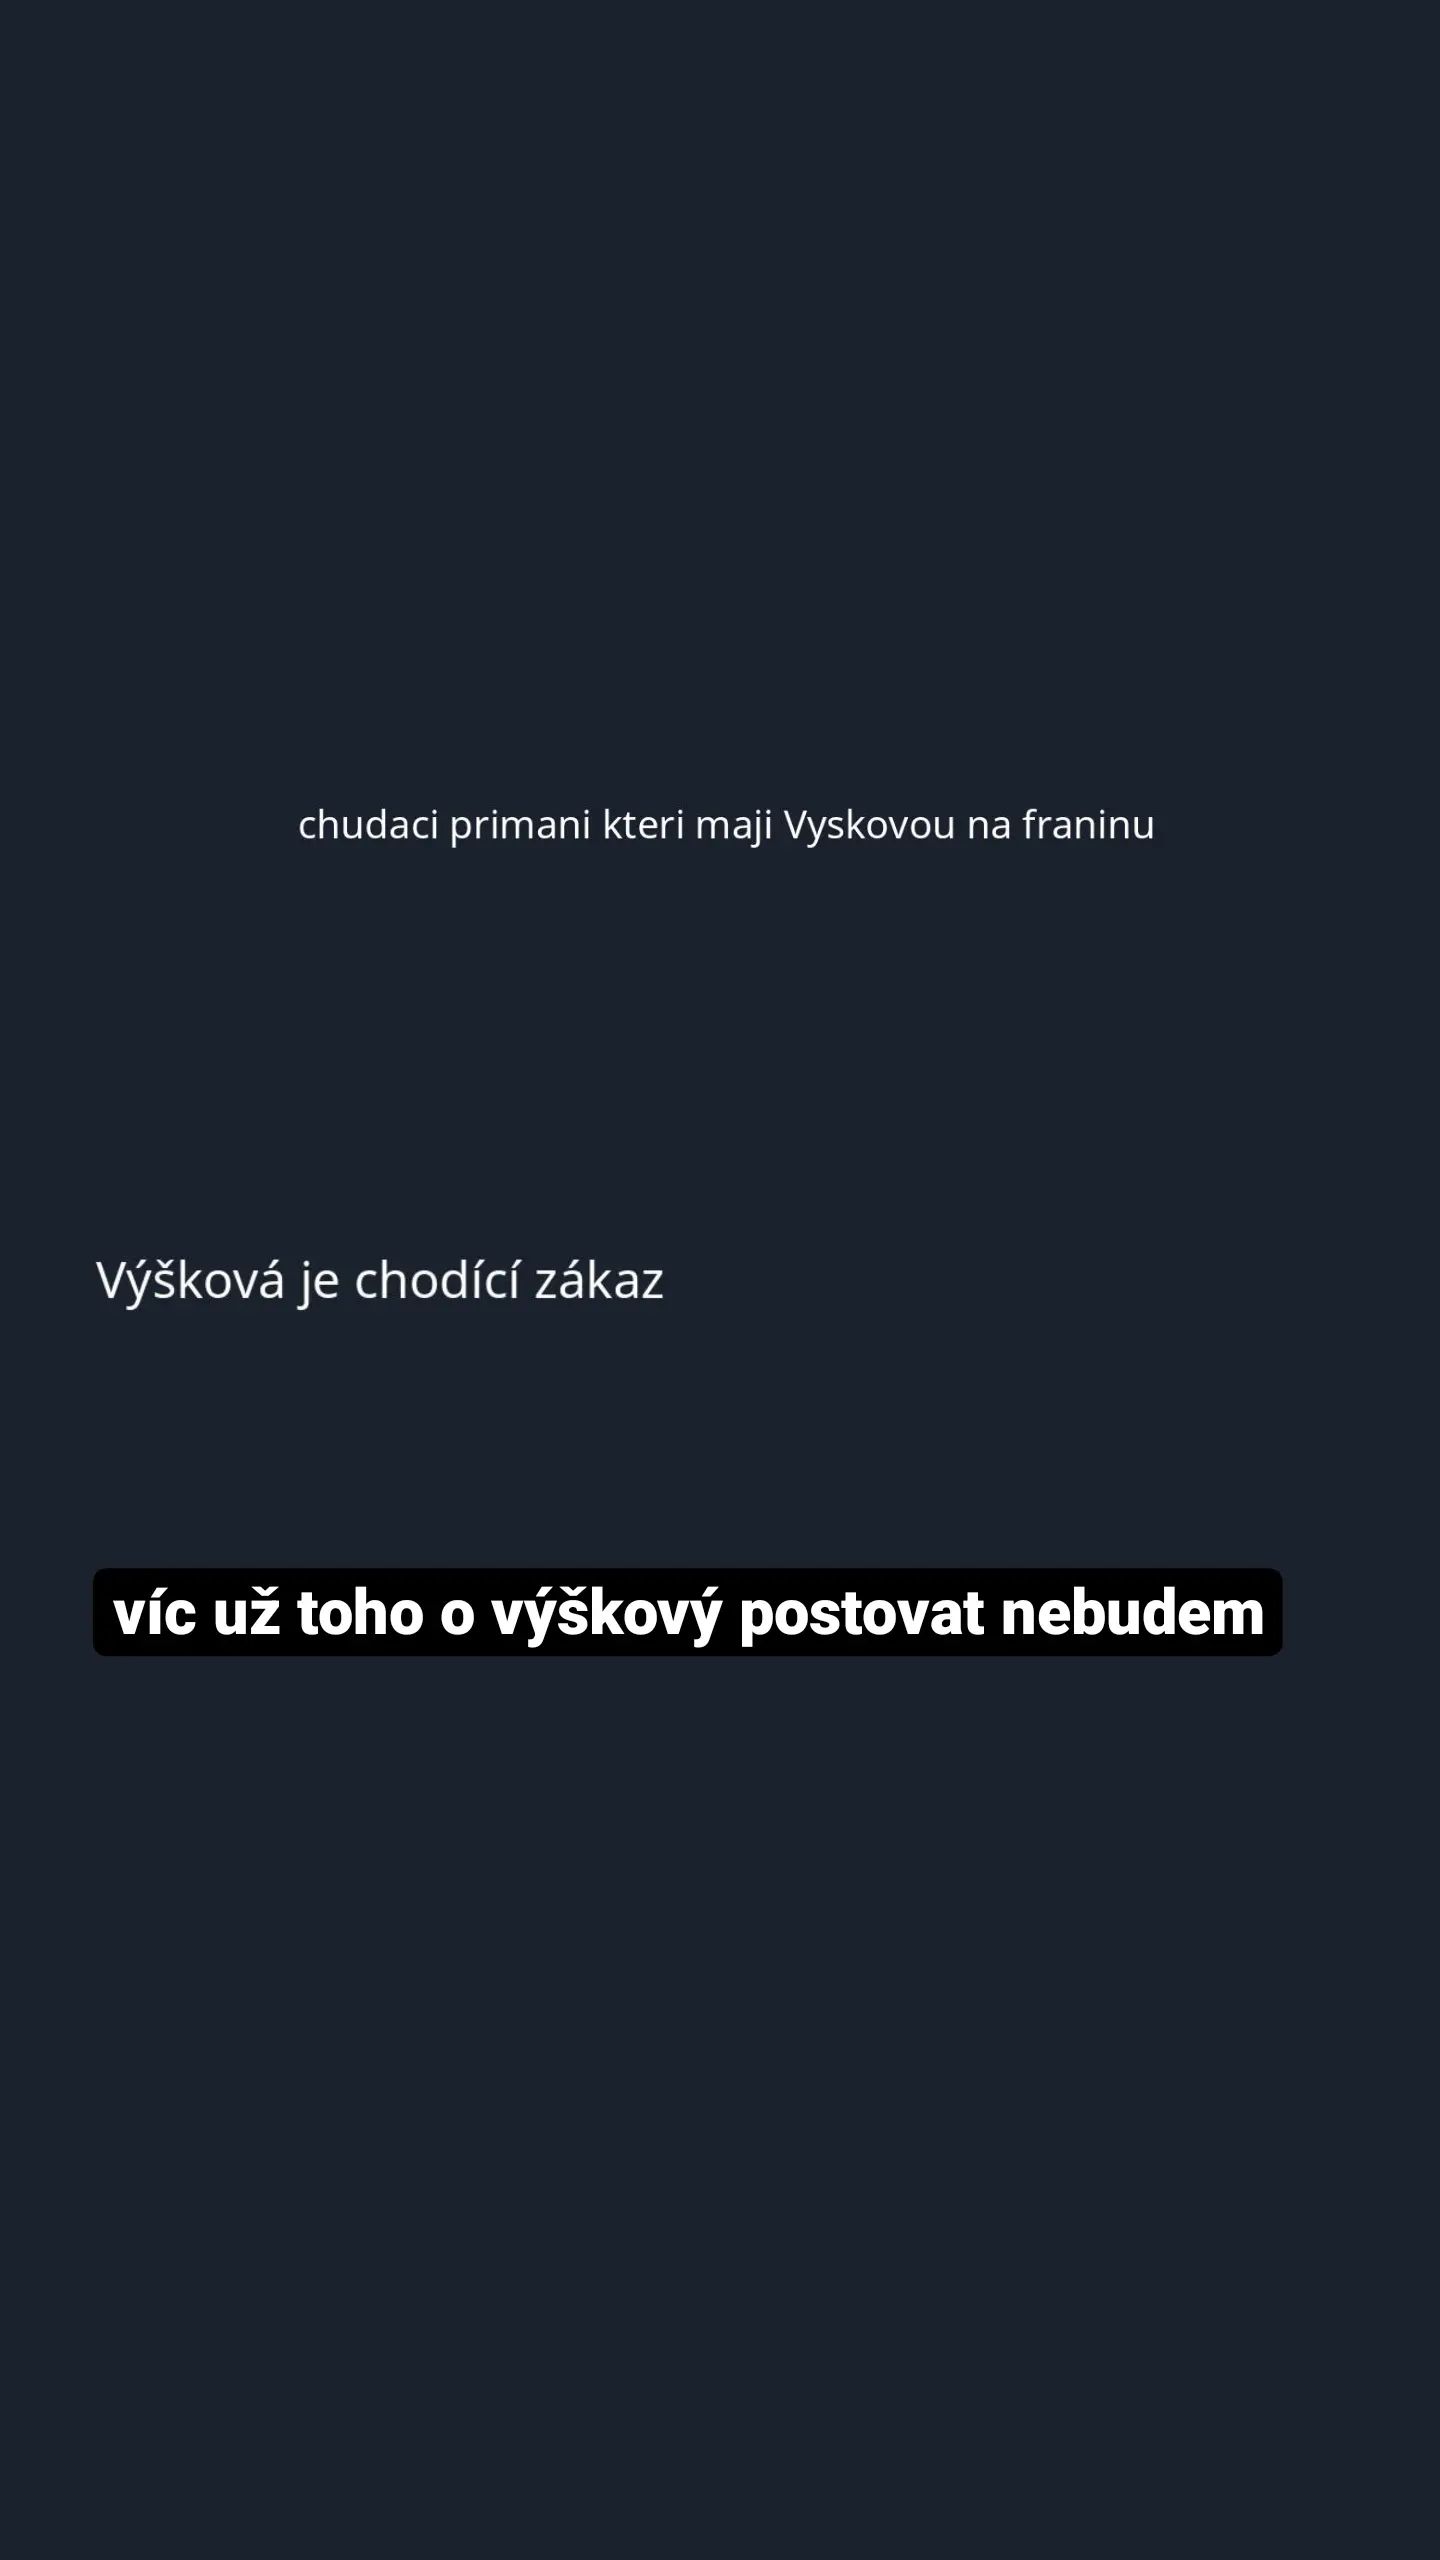 chudaci primani kteri maji Vyskovou na franinu
Výšková je chodící zákaz
víc už toho o výškový postovat nebudem